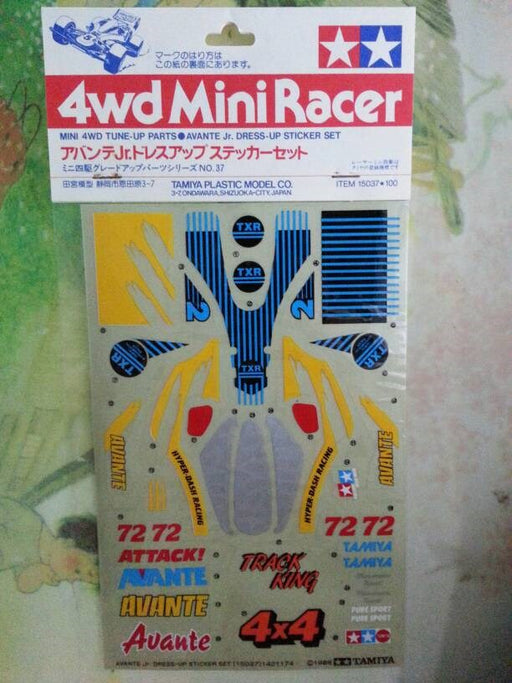 マークのはり方は
この紙の裏面にあります。
4wd Mini Racer
MINI 4WD TUNE-UP PARTS●AVANTE Jr. DRESS-UP STICKER SET
アバンテJr.ドレスアップステッカーセット
ミニ四駆グレードアップパーツシリーズ NO.37
田宮模型 静岡市恩田原3-7
TAMIYA PLASTIC MODEL CO.
3-7, ONDAWARA, SHIZUOKA-CITY, JAPAN
ITEM 15037★100
TXR
TXR
2
2
TXR
TXR
TXR
AVANTE
HYPER-DASH RACING
HYPER-DASH RACING
AVANTE
72 72
72 72
ATTACK!
TRACK KING
TAMIYA
AVANTE
TAMIYA
AVANTE
PURE SPORT
PURE SPORT
Avante
4x4
AVANTE Jr. DRESS-UP STICKER SET (15037) 1421174
©1988 TAMIYA